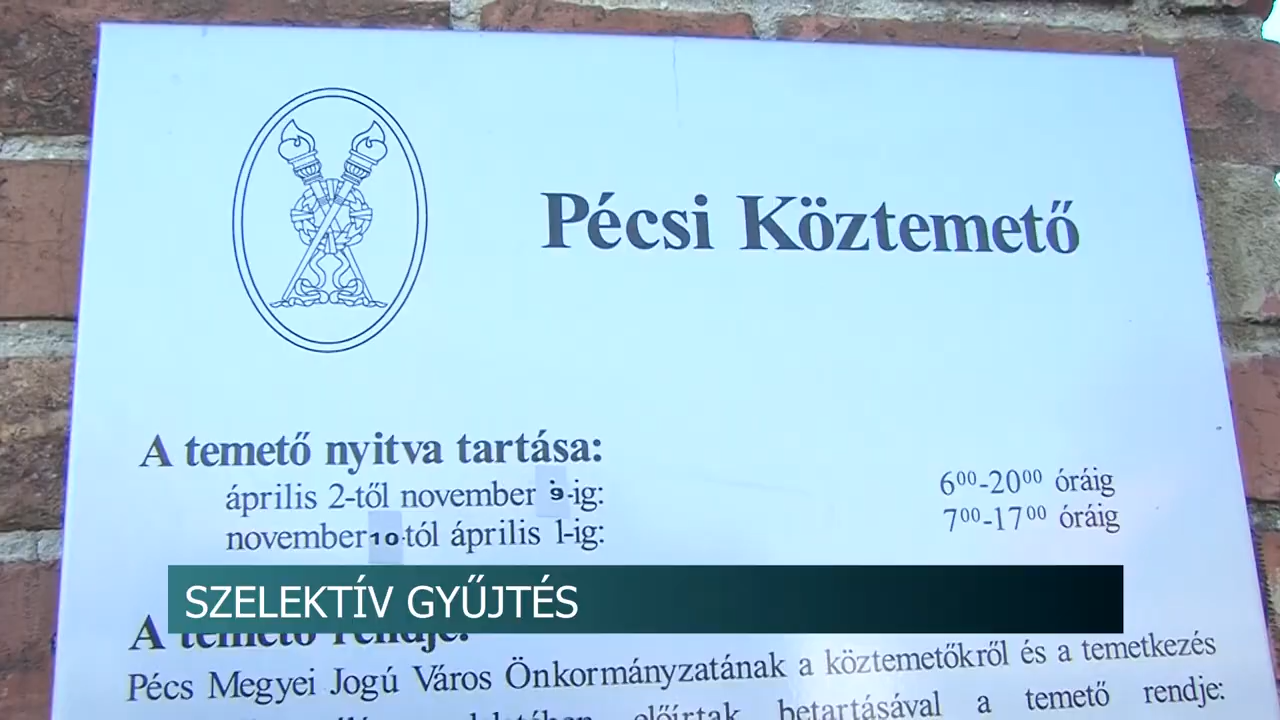 Pécsi Köztemető
A temető nyitva tartása:
április 2-től november 9-ig: 6⁰⁰-20⁰⁰ óráig
november 10-tól április 1-ig: 7⁰⁰-17⁰⁰ óráig
SZELEKTÍV GYŰJTÉS
A temető rendje:
Pécs Megyei Jogú Város Önkormányzatának a köztemetőkről és a temetkezés
előírtak betartásával a temető rendje: